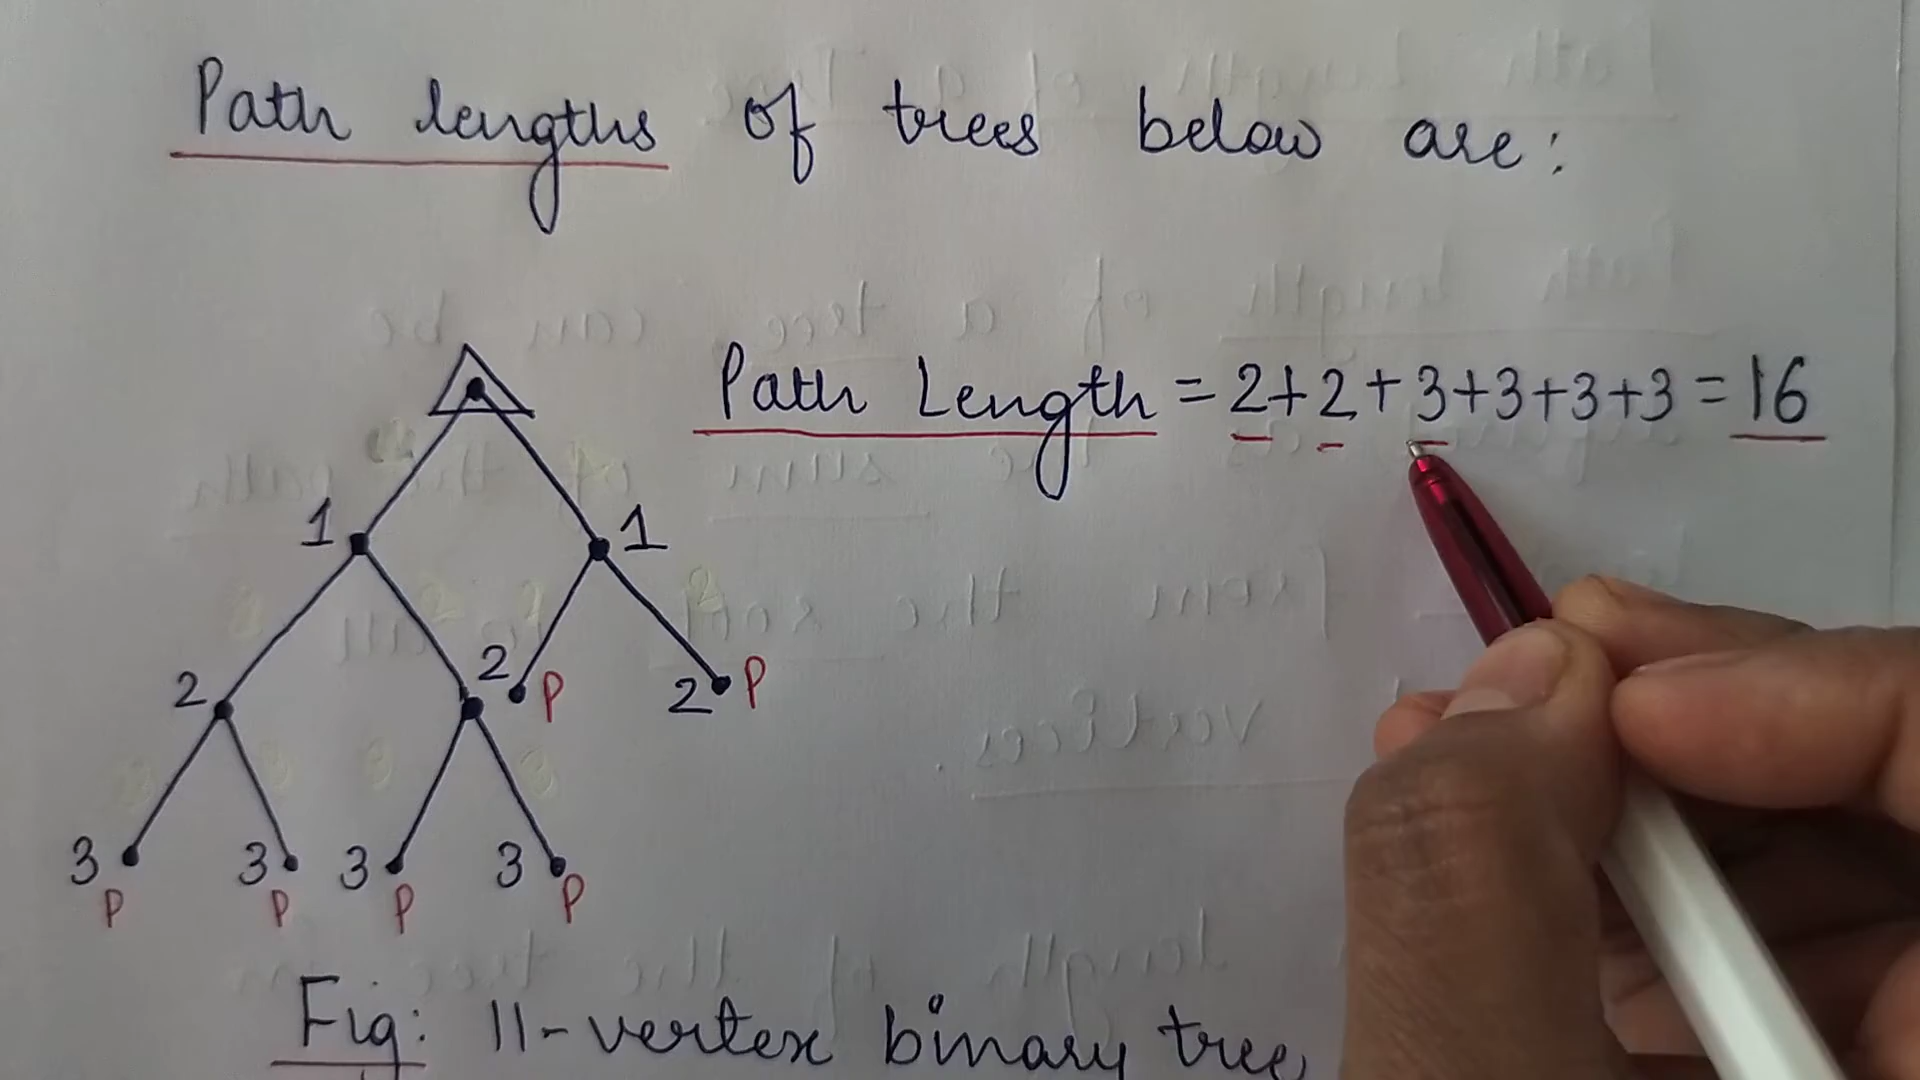 Path lengths of trees below are:
Path Length = 2+2+3+3+3+3 = 16
1 1
2 2 P 2 P
3 3 3 3
P P P P
Fig: 11-vertex binary tree